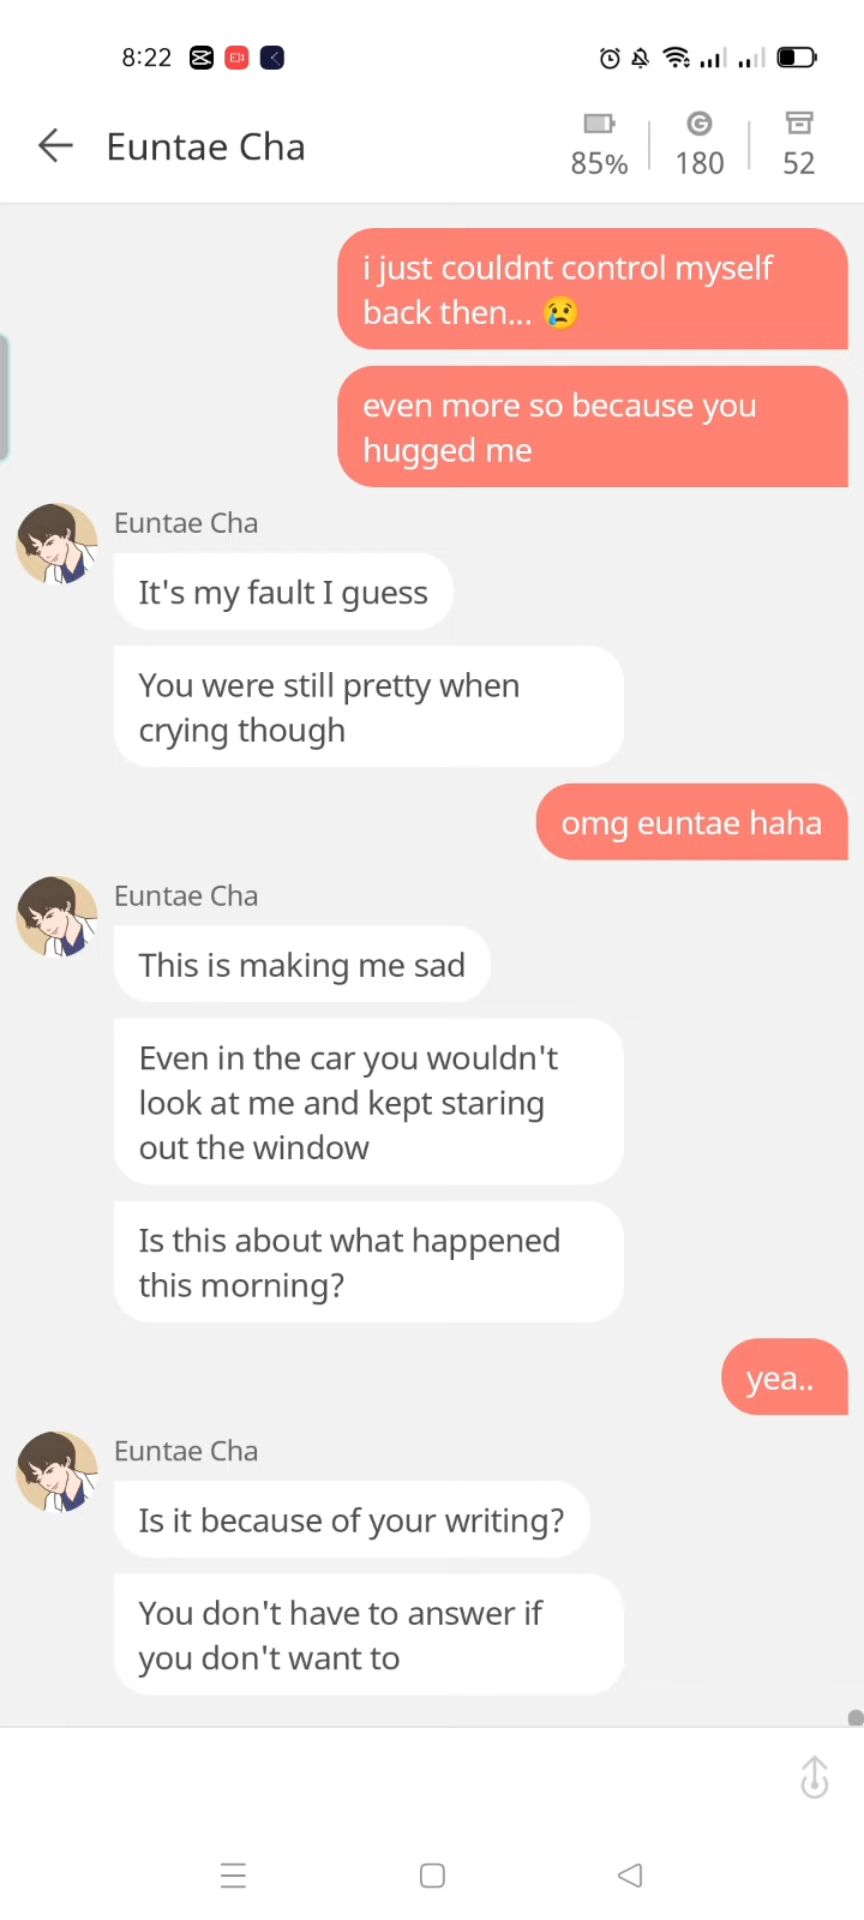 8:22
Euntae Cha
85%
180
52
i just couldnt control myself
back then... 😢
even more so because you
hugged me
Euntae Cha
It's my fault I guess
You were still pretty when
crying though
omg euntae haha
Euntae Cha
This is making me sad
Even in the car you wouldn't
look at me and kept staring
out the window
Is this about what happened
this morning?
yea..
Euntae Cha
Is it because of your writing?
You don't have to answer if
you don't want to